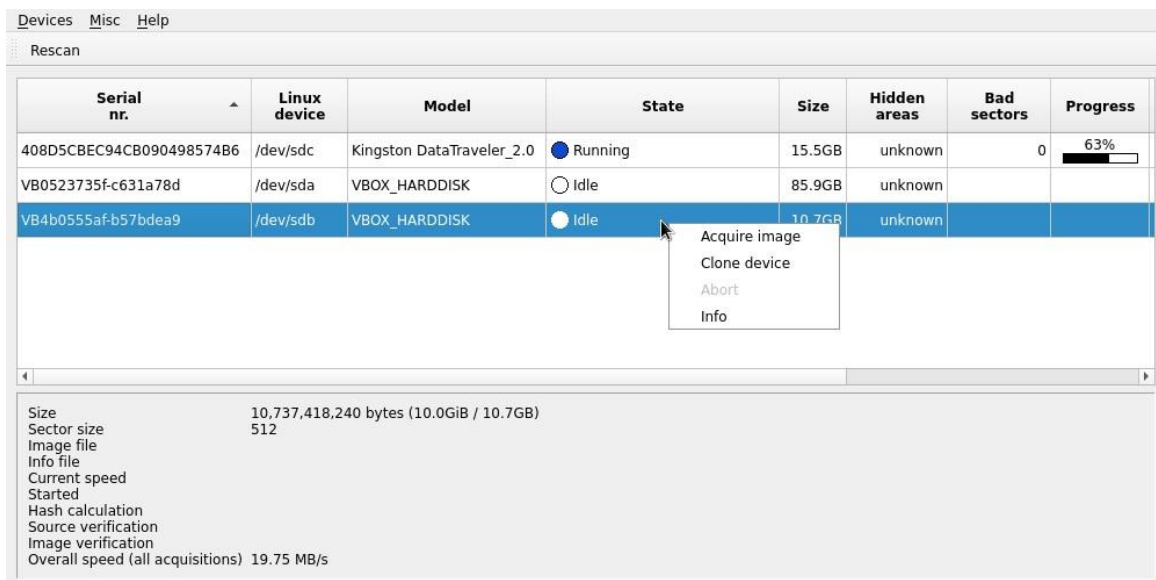 Devices Misc Help
Rescan
Serial nr. Linux device Model State Size Hidden areas Bad sectors Progress
408D5CBEC94CB090498574B6 /dev/sdc Kingston DataTraveler_2.0 Running 15.5GB unknown 0 63%
VB0523735f-c631a78d /dev/sda VBOX_HARDDISK Idle 85.9GB unknown
VB4b0555af-b57bdea9 /dev/sdb VBOX_HARDDISK Idle 10.7GB unknown
Acquire image
Clone device
Abort
Info
Size 10,737,418,240 bytes (10.0GiB / 10.7GB)
Sector size 512
Image file
Info file
Current speed
Started
Hash calculation
Source verification
Image verification
Overall speed (all acquisitions) 19.75 MB/s